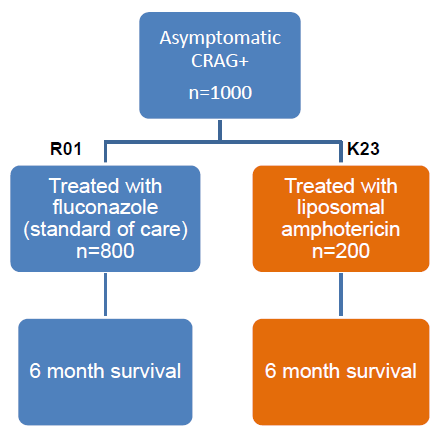 Asymptomatic
CRAG+
n=1000
R01
K23
Treated with
fluconazole
(standard of care)
n=800
Treated with
liposomal
amphotericin
n=200
6 month survival
6 month survival